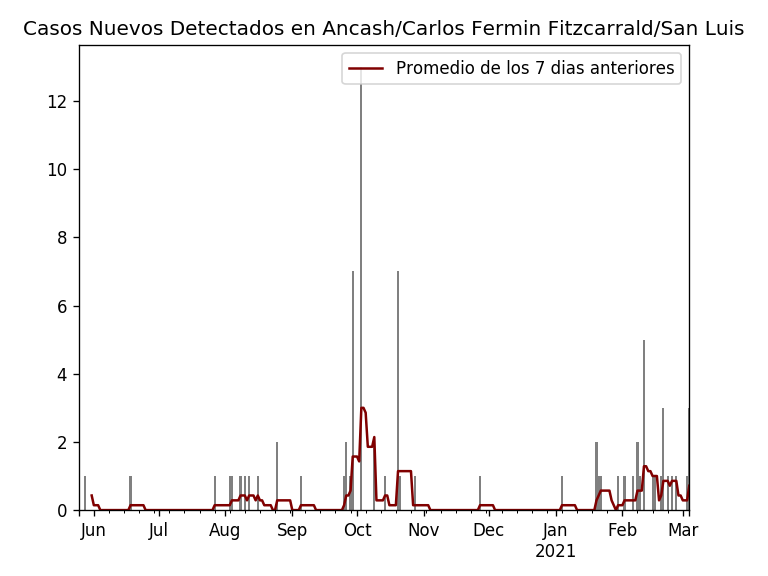 Casos Nuevos Detectados en Ancash/Carlos Fermin Fitzcarrald/San Luis
Promedio de los 7 dias anteriores
12
10
8
6
4
2
0
Jun Jul Aug Sep Oct Nov Dec Jan Feb Mar
2021